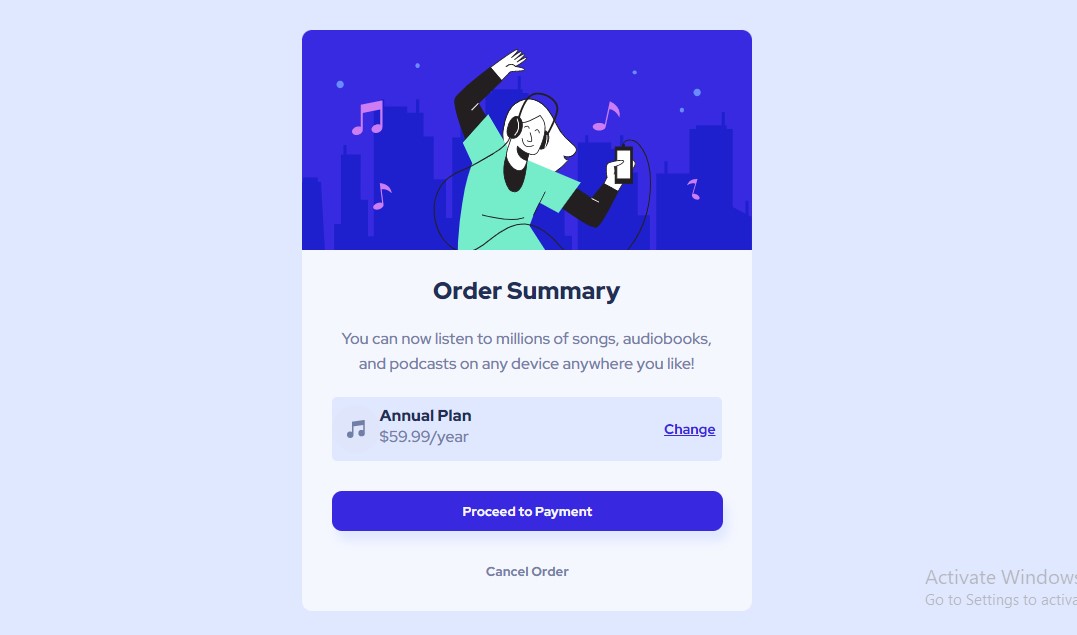 Order Summary
You can now listen to millions of songs, audiobooks,
and podcasts on any device anywhere you like!
Annual Plan
$59.99/year
Change
Proceed to Payment
Cancel Order
Activate Windows
Go to Settings to activa